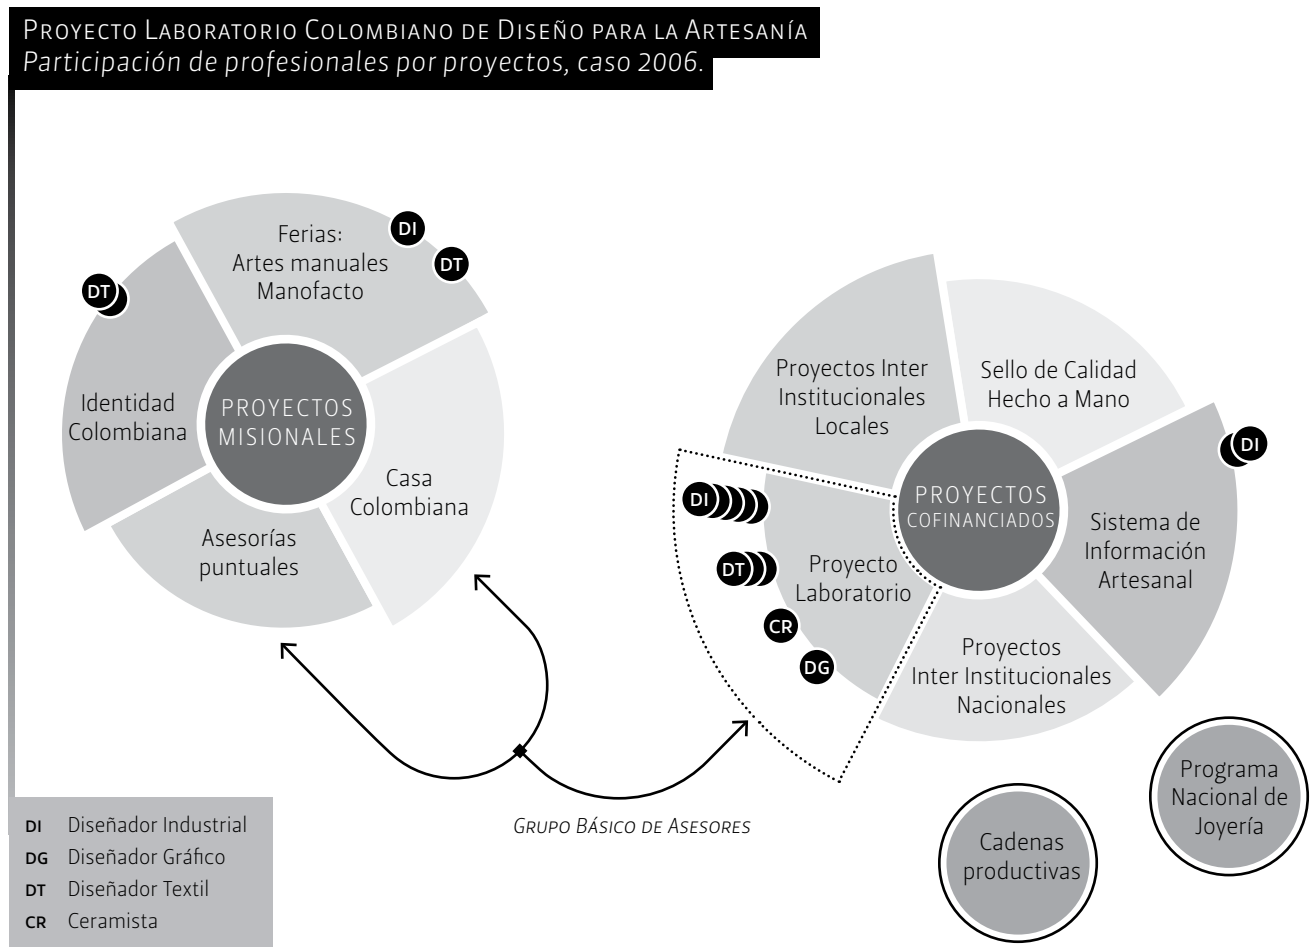 PROYECTO LABORATORIO COLOMBIANO DE DISEÑO PARA LA ARTESANÍA
Participación de profesionales por proyectos, caso 2006.
Ferias:
Artes manuales
Manofacto
DI
DT
DT
Identidad
Colombiana
PROYECTOS
MISIONALES
Casa
Colombiana
Asesorías
puntuales
Proyectos Inter
Institucionales
Locales
Sello de Calidad
Hecho a Mano
DI
PROYECTOS
COFINANCIADOS
Sistema de
Información
Artesanal
DI
DT
CR
DG
Proyecto
Laboratorio
Proyectos
Inter Institucionales
Nacionales
Programa
Nacional de
Joyería
Cadenas
productivas
GRUPO BÁSICO DE ASESORES
DI Diseñador Industrial
DG Diseñador Gráfico
DT Diseñador Textil
CR Ceramista